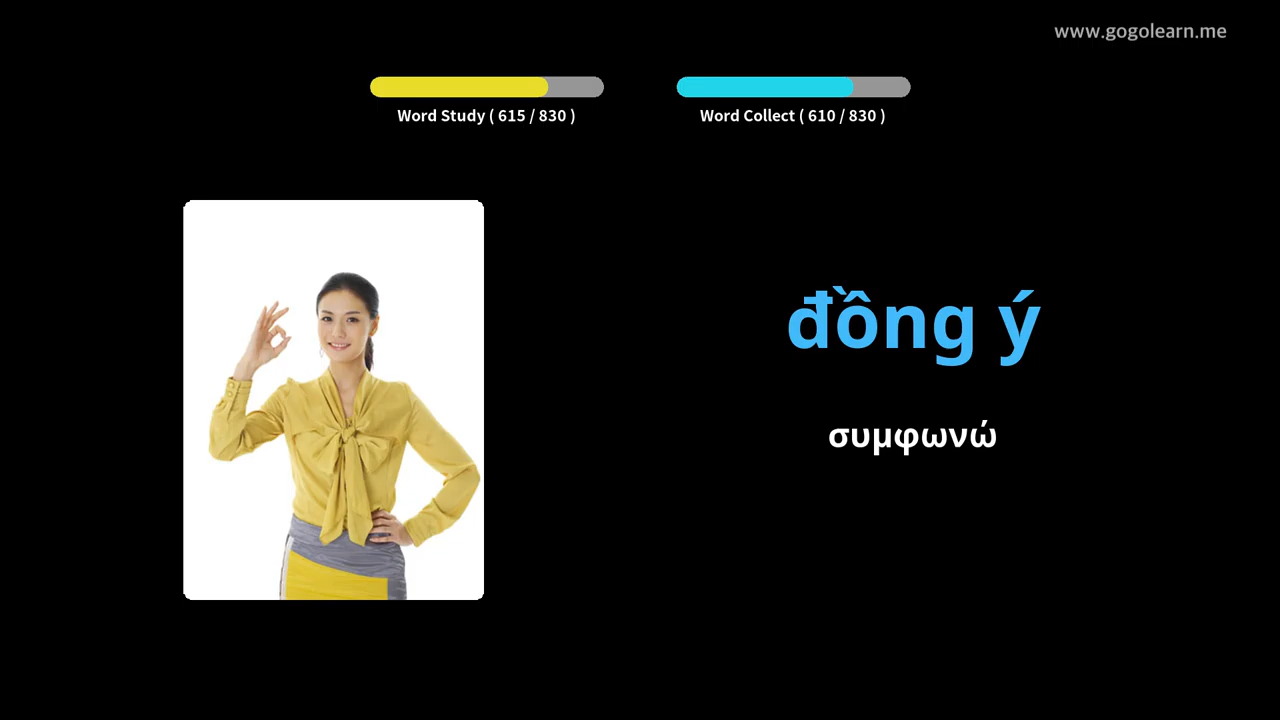 www.gogolearn.me
Word Study ( 615 / 830 )
Word Collect ( 610 / 830 )
đồng ý
συμφωνώ